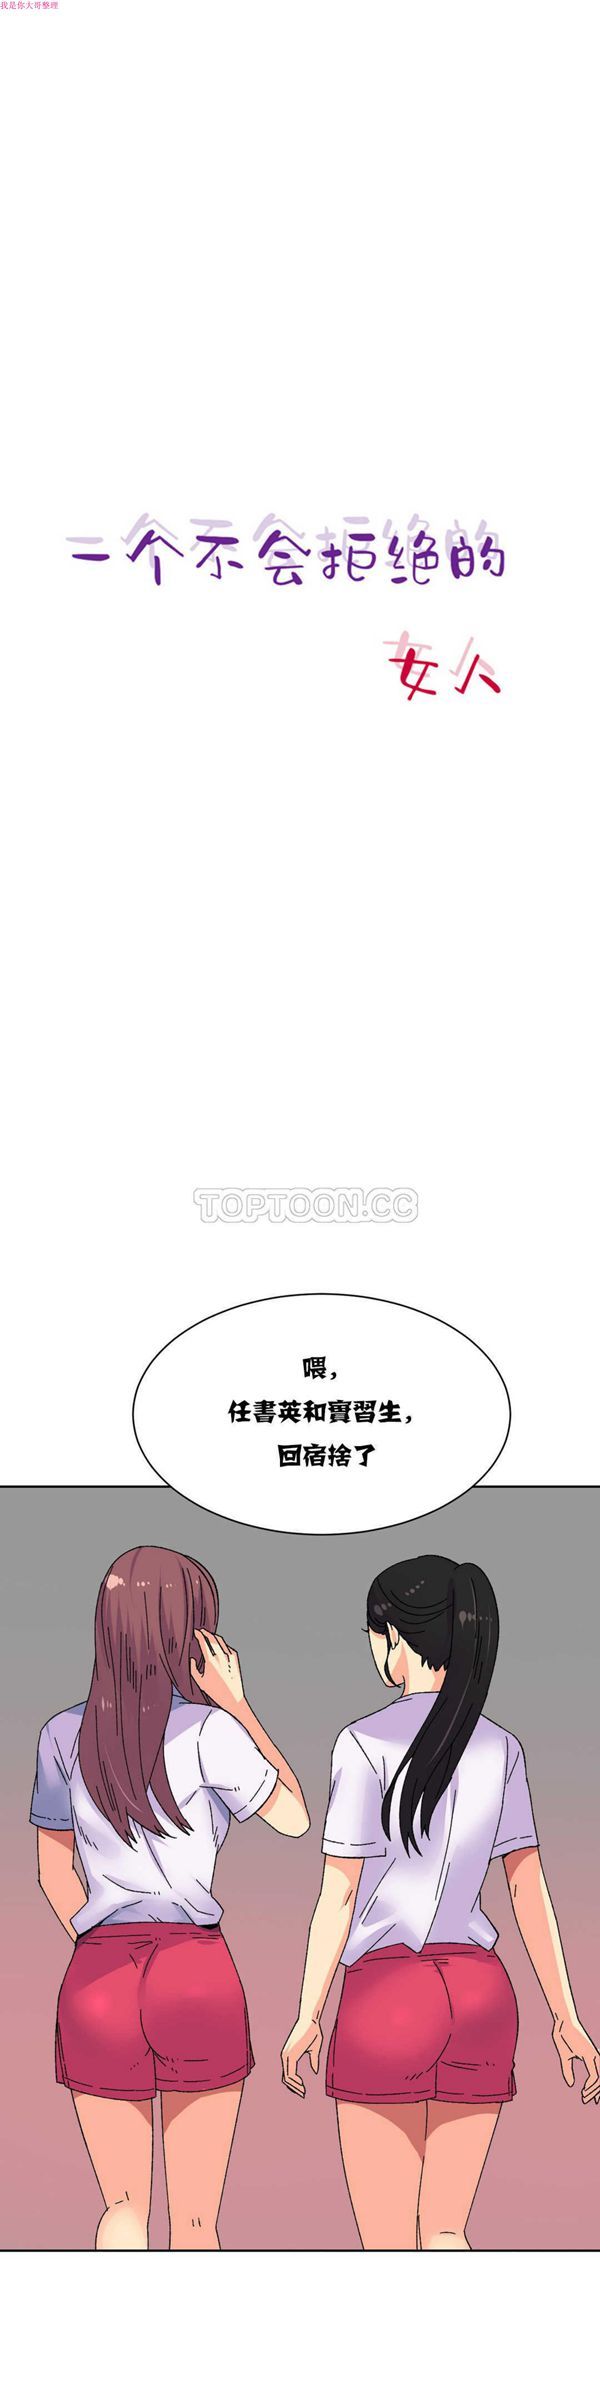 我是你大哥整理
一个不会拒绝的
女人
TOPTOON.CC
喂,
任書英和實習生,
回宿捨了